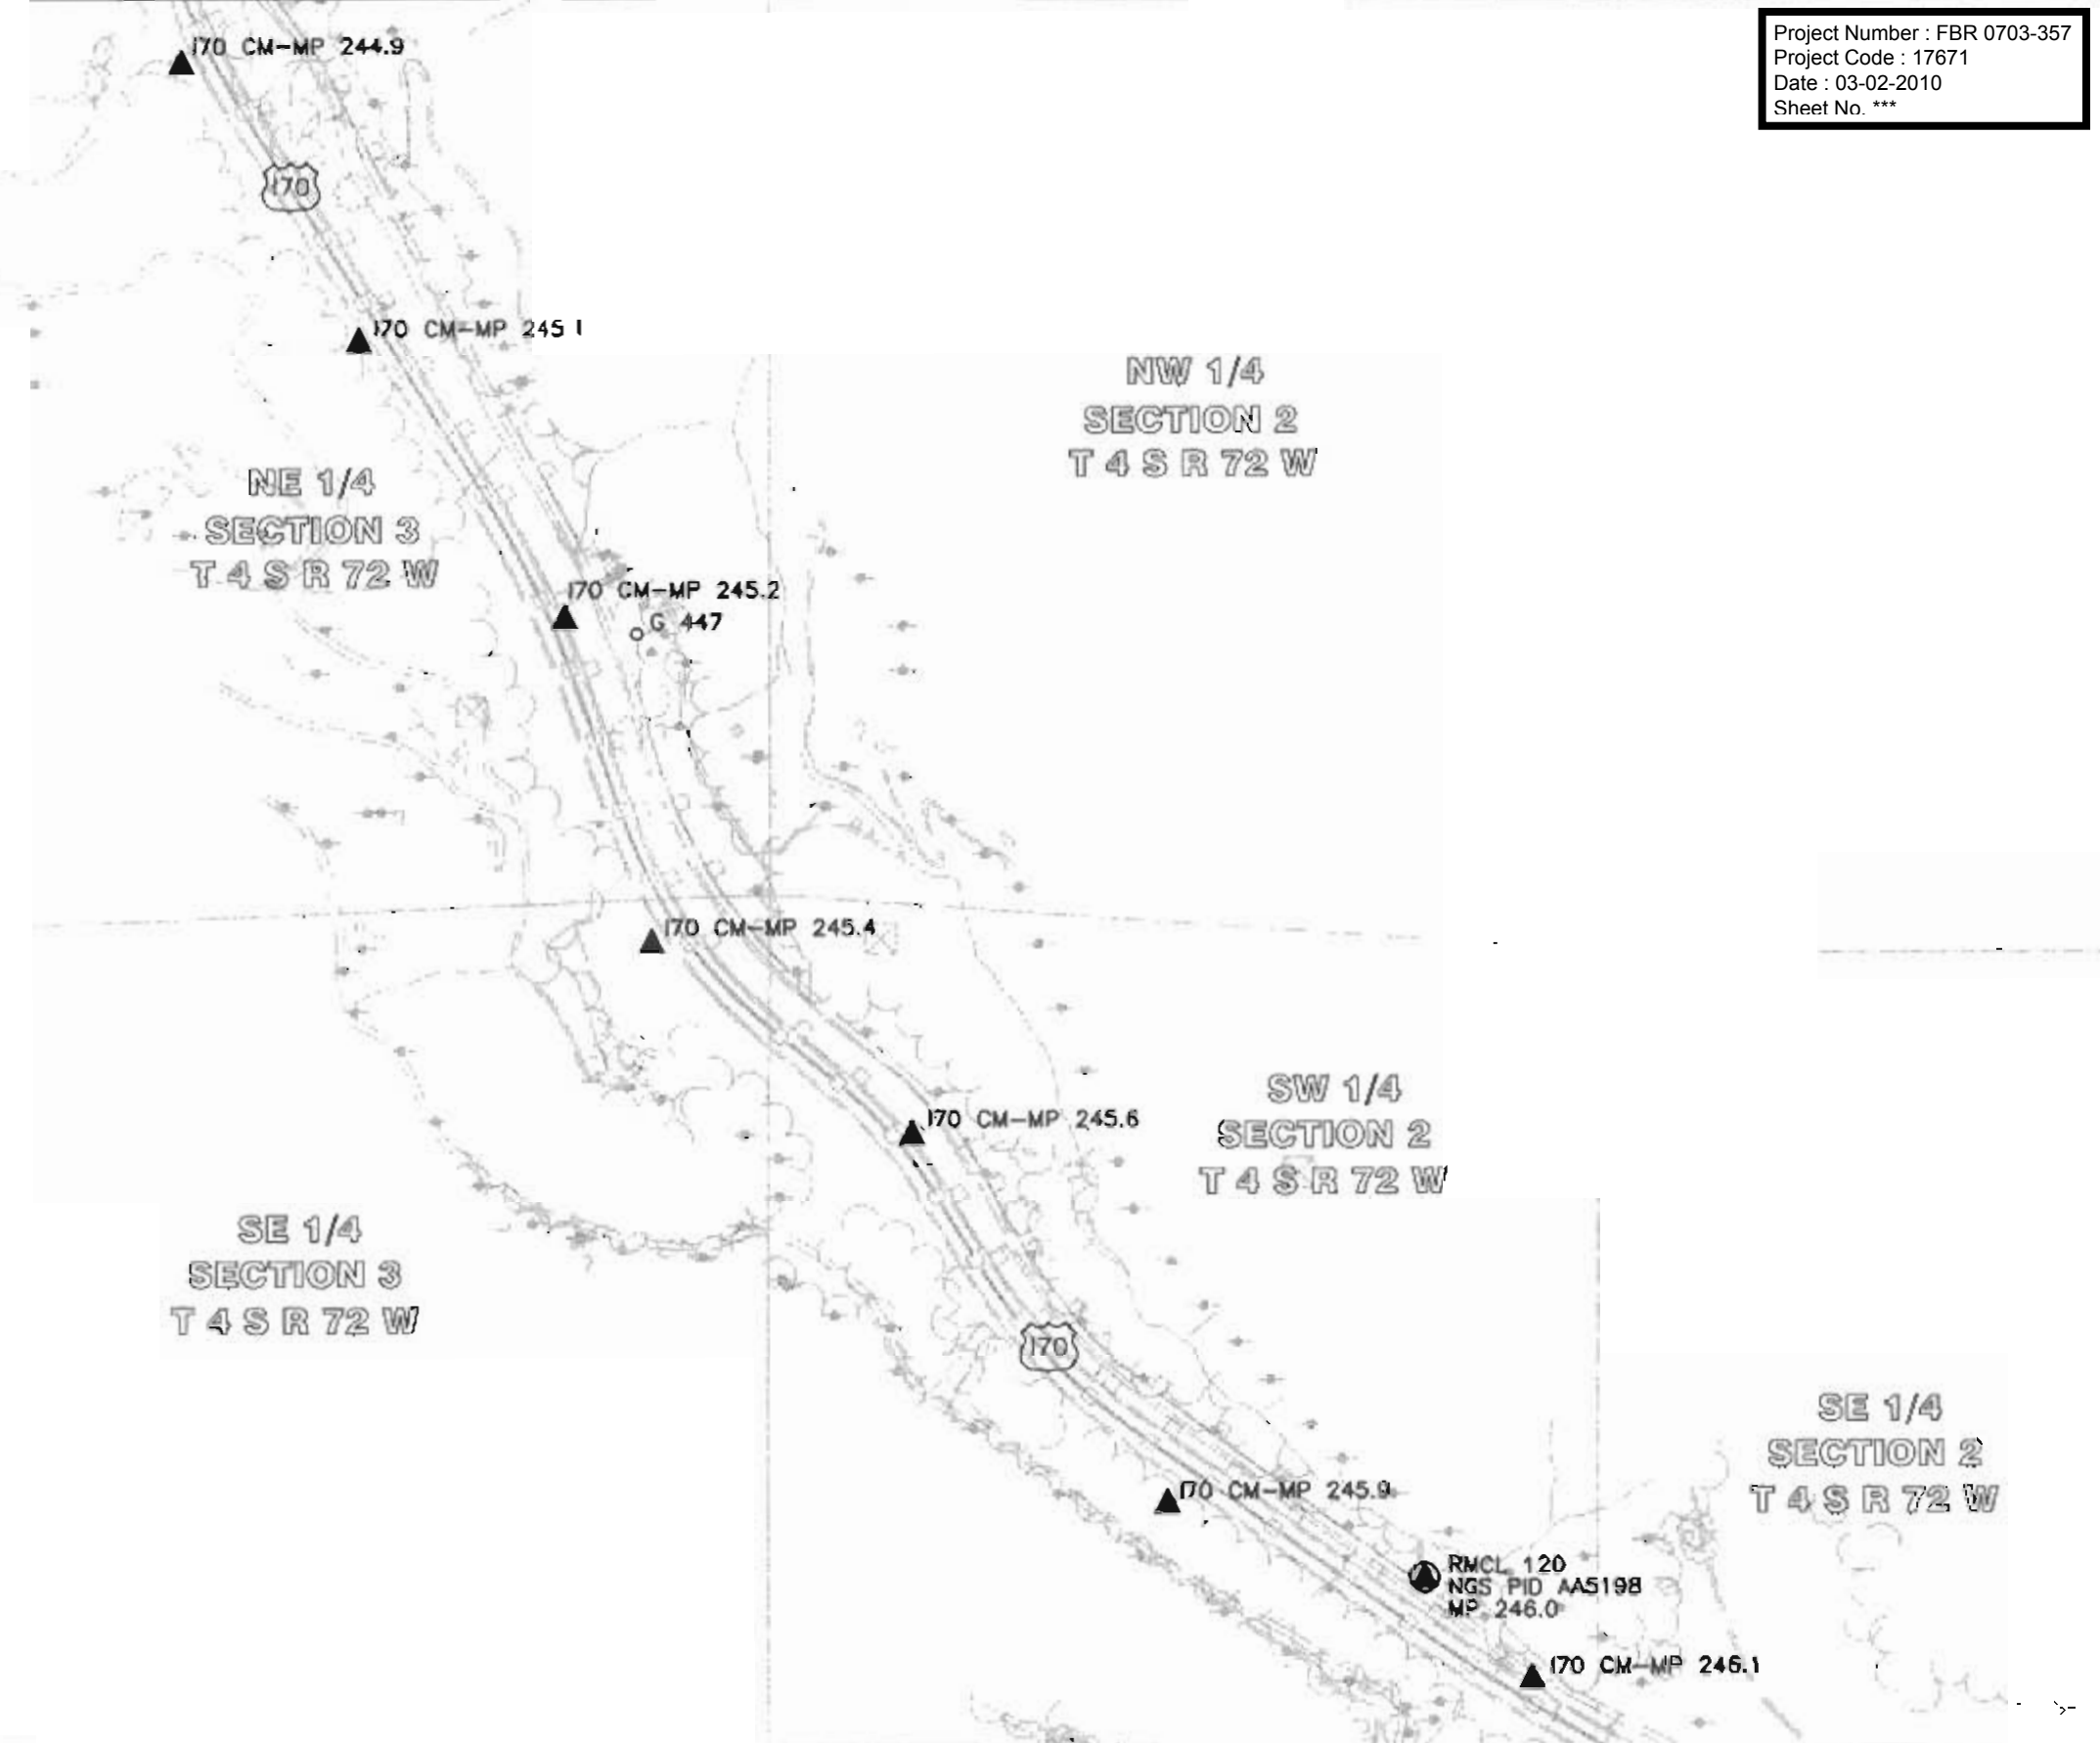 Project Number : FBR 0703-357
Project Code : 17671
Date : 03-02-2010
Sheet No. ***
I70 CM-MP 244.9
I70
I70 CM-MP 245 1
NW 1/4
SECTION 2
T 4 S R 72 W
NE 1/4
SECTION 3
T 4 S R 72 W
I70 CM-MP 245.2
G 447
I70 CM-MP 245.4
SW 1/4
SECTION 2
T 4 S R 72 W
I70 CM-MP 245.6
SE 1/4
SECTION 3
T 4 S R 72 W
I70
SE 1/4
SECTION 2
T 4 S R 72 W
I70 CM-MP 245.9
RMCL 120
NGS PID AA5198
MP 246.0
I70 CM-MP 246.1